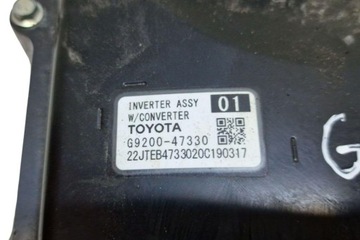 INVERTER ASSY 01
W/CONVERTER
TOYOTA
G9200-47330
22JTEB4733020C190317
G